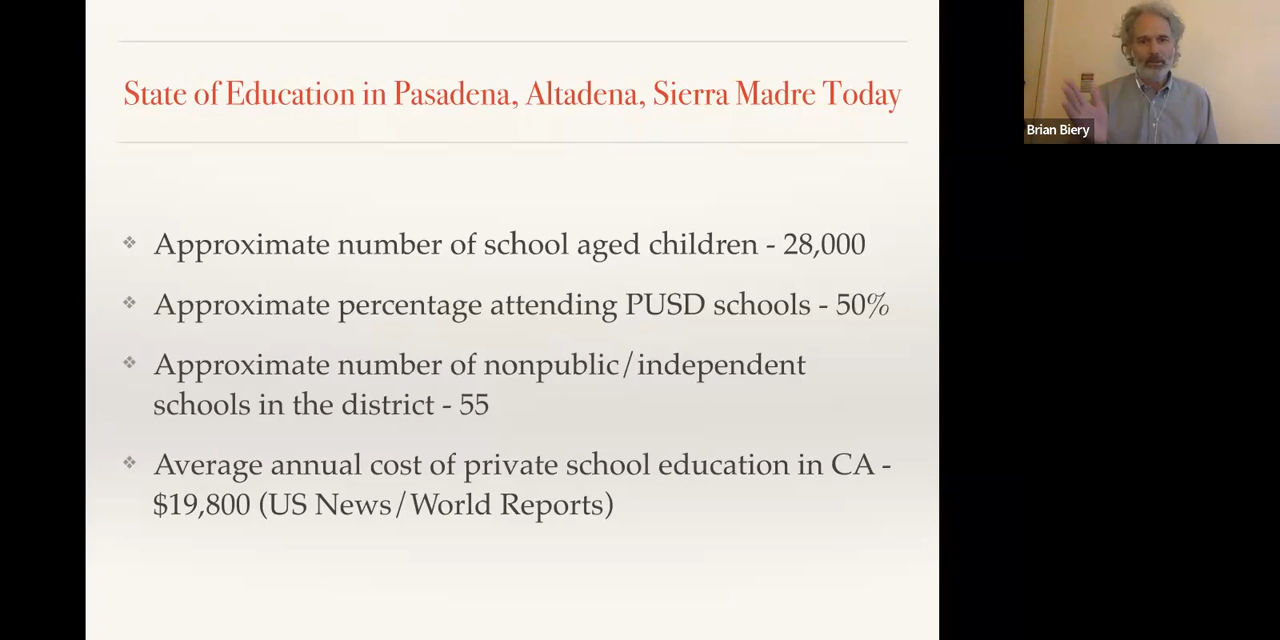 State of Education in Pasadena, Altadena, Sierra Madre Today
Brian Biery
❖ Approximate number of school aged children - 28,000
❖ Approximate percentage attending PUSD schools - 50%
❖ Approximate number of nonpublic/independent
schools in the district - 55
❖ Average annual cost of private school education in CA -
$19,800 (US News/World Reports)